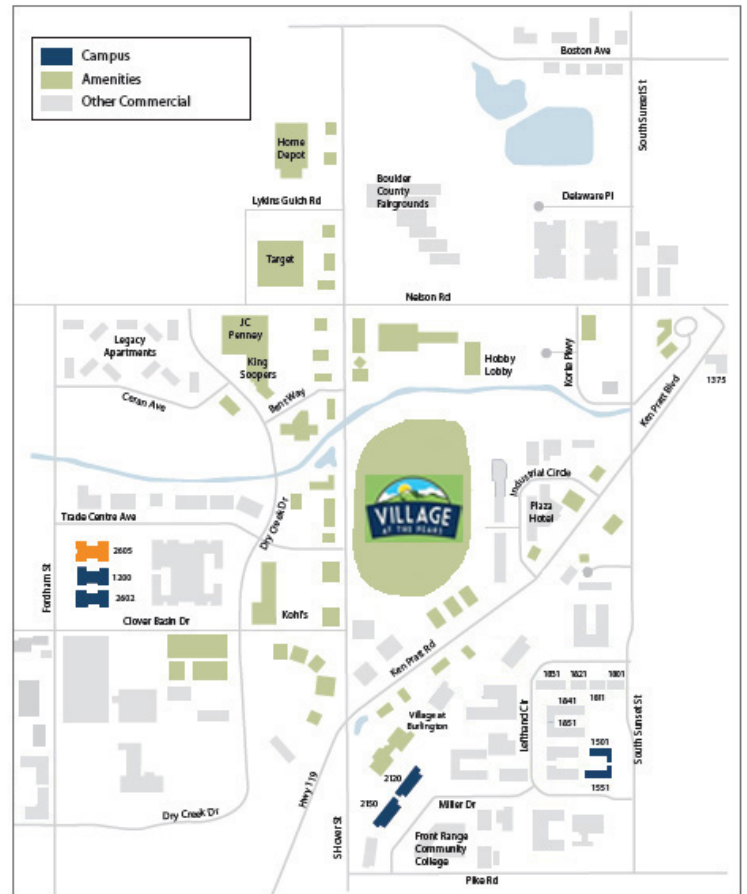 Campus
Amenities
Other Commercial
Boston Ave
South Sunset St
Home
Depot
Boulder
County
Fairgrounds
Lykins Gulch Rd
Delaware Pl
Target
Nelson Rd
JC
Penney
Legacy
Apartments
King
Soopers
Hobby
Lobby
Korte Pkwy
1375
Ceran Ave
Bent Way
Ken Pratt Blvd
Industrial Circle
VILLAGE
AT THE PEAKS
Plaza
Hotel
Trade Centre Ave
Dry Creek Dr
2605
1200
2602
Fordham St
Clover Basin Dr
Kohl's
Ken Pratt Rd
1851
1821
1801
1811
1841
1851
Lefthand Cir
South Sunset St
Village at
Burlington
1501
1551
2120
2150
Hwy 119
S Hover St
Miller Dr
Dry Creek Dr
Front Range
Community
College
Pike Rd